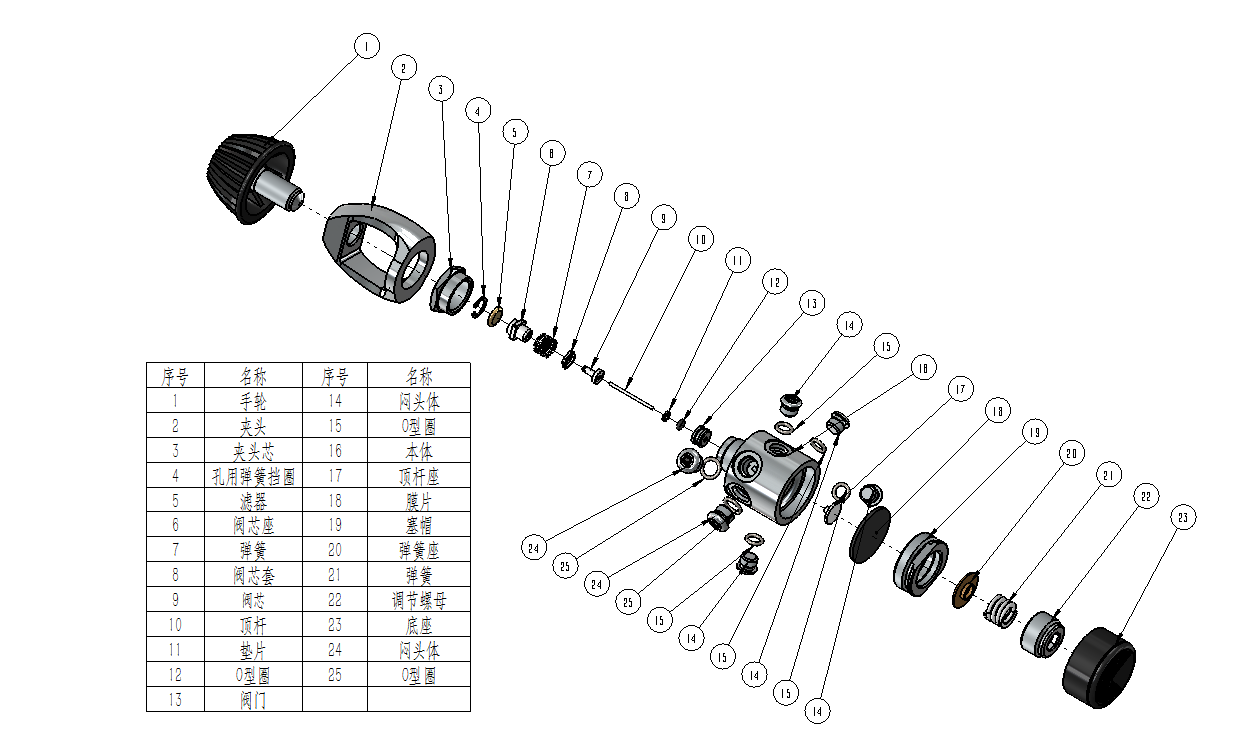 1
2
3
4
5
6
7
8
9
10
11
12
13
14
15
16
17
18
19
20
21
22
23
24
25
24
25
15
14
15
14
15
14
序号 名称 序号 名称
1 手轮 14 闷头体
2 夹头 15 O型圈
3 夹头芯 16 本体
4 孔用弹簧挡圈 17 顶杆座
5 滤器 18 膜片
6 阀芯座 19 塞帽
7 弹簧 20 弹簧座
8 阀芯套 21 弹簧
9 阀芯 22 调节螺母
10 顶杆 23 底座
11 垫片 24 闷头体
12 O型圈 25 O型圈
13 阀门